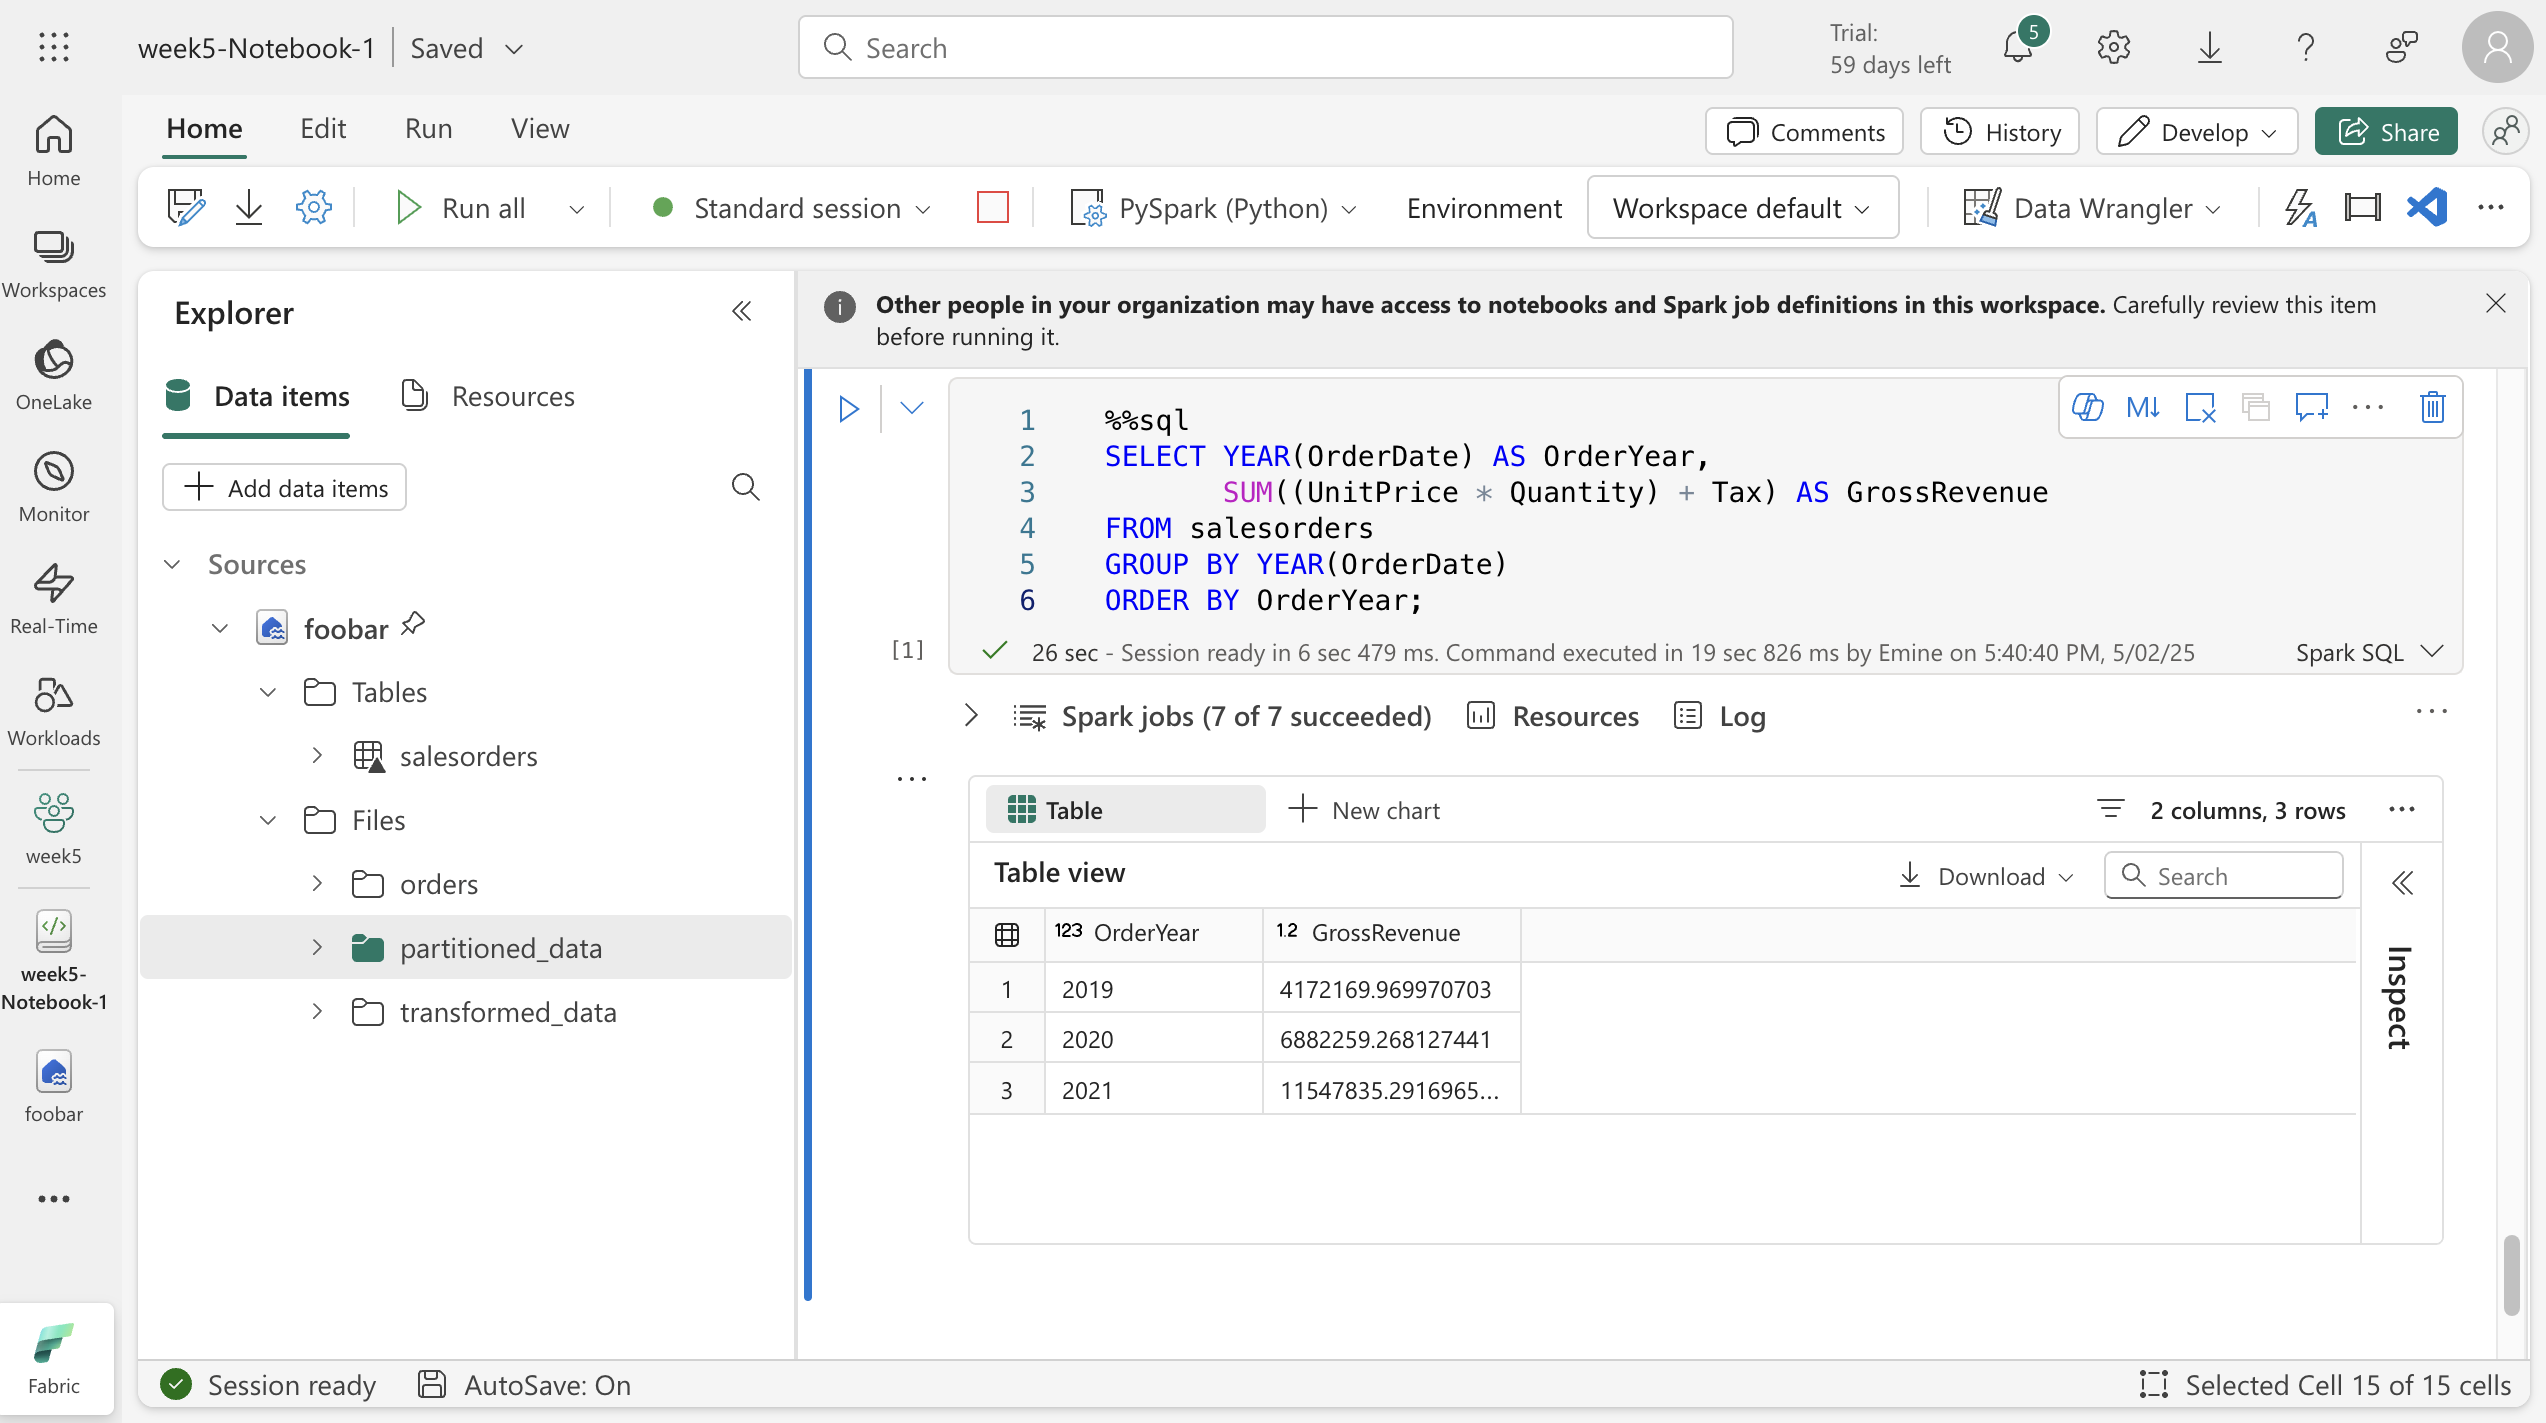 week5-Notebook-1
Saved
Search
Trial:
59 days left
5
Home
Workspaces
OneLake
Monitor
Real-Time
Workloads
week5
week5-
Notebook-1
foobar
Fabric
Home Edit Run View
Comments History Develop Share
Run all Standard session PySpark (Python) Environment Workspace default Data Wrangler
Explorer
Data items Resources
Add data items
Sources
foobar
Tables
salesorders
Files
orders
partitioned_data
transformed_data
Other people in your organization may have access to notebooks and Spark job definitions in this workspace. Carefully review this item
before running it.
M↓
1 %%sql
2 SELECT YEAR(OrderDate) AS OrderYear,
3 SUM((UnitPrice * Quantity) + Tax) AS GrossRevenue
4 FROM salesorders
5 GROUP BY YEAR(OrderDate)
6 ORDER BY OrderYear;
[1] 26 sec - Session ready in 6 sec 479 ms. Command executed in 19 sec 826 ms by Emine on 5:40:40 PM, 5/02/25 Spark SQL
Spark jobs (7 of 7 succeeded) Resources Log
Table New chart 2 columns, 3 rows
Table view Download Search
123 OrderYear 1.2 GrossRevenue
1 2019 4172169.969970703
2 2020 6882259.268127441
3 2021 11547835.2916965...
Inspect
Session ready AutoSave: On Selected Cell 15 of 15 cells